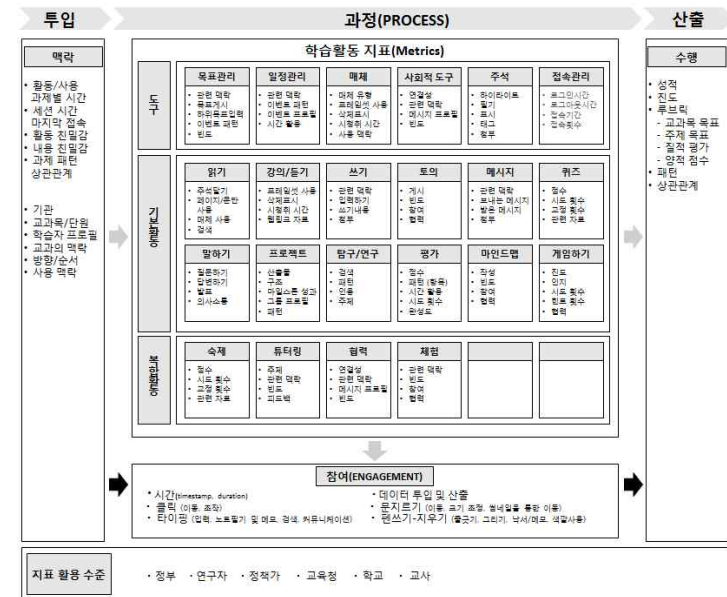 투입
과정(PROCESS)
산출
맥락
• 활동/사용
과제별 시간
• 세션 시간
마지막 접속
• 활동 친밀감
• 내용 친밀감
• 과제 패턴
상관관계
• 기관
• 교과목/단원
• 학습자 프로필
• 교과의 맥락
• 방향/순서
• 사용 맥락
학습활동 지표(Metrics)
도구
목표관리
• 관련 맥락
• 목표게시
• 하위목표입력
• 이벤트 패턴
• 빈도
일정관리
• 관련 맥락
• 이벤트 패턴
• 이벤트 프로필
• 시간 활용
매체
• 매체 유형
• 프레임셋 사용
• 삭제표시
• 시청취 시간
• 사용 맥락
사회적 도구
• 연결성
• 관련 맥락
• 메시지 프로필
• 빈도
주석
• 하이라이트
• 필기
• 표시
• 태그
• 첨부
접속관리
• 로그인시간
• 로그아웃시간
• 접속기간
• 접속횟수
기본활동
읽기
• 주석달기
• 페이지/문단
사용
• 매체 사용
• 검색
강의/듣기
• 프레임셋 사용
• 삭제표시
• 시청취 시간
• 웹링크 자료
쓰기
• 관련 맥락
• 입력하기
• 쓰기내용
• 첨부
토의
• 게시
• 빈도
• 참여
• 협력
메시지
• 관련 맥락
• 보내는 메시지
• 받은 메시지
• 첨부
퀴즈
• 점수
• 시도 횟수
• 교정 횟수
• 관련 자료
말하기
• 질문하기
• 답변하기
• 발표
• 의사소통
프로젝트
• 산출물
• 구조
• 마일스톤 성과
• 그룹 프로필
• 패턴
탐구/연구
• 검색
• 패턴
• 인용
• 주제
평가
• 점수
• 패턴 (항목)
• 시간 활용
• 시도 횟수
• 완성도
마인드맵
• 작성
• 빈도
• 참여
• 협력
게임하기
• 진도
• 인지
• 시도 횟수
• 힌트 횟수
• 협력
복합활동
숙제
• 점수
• 시도 횟수
• 교정 횟수
• 관련 자료
튜터링
• 주제
• 관련 맥락
• 빈도
• 피드백
협력
• 연결성
• 관련 맥락
• 메시지 프로필
• 빈도
체험
• 관련 맥락
• 빈도
• 참여
• 협력
참여(ENGAGEMENT)
• 시간(timestamp, duration)
• 클릭 (이동, 조작)
• 타이핑 (입력, 노트필기 및 메모, 검색, 커뮤니케이션)
• 데이터 투입 및 산출
• 문지르기 (이동, 크기 조정, 썸네일을 통한 이동)
• 펜쓰기-지우기 (줄긋기, 그리기, 낙서/메모, 색깔사용)
수행
• 성적
• 진도
• 루브릭
- 교과목 목표
- 주제 목표
- 질적 평가
- 양적 점수
• 패턴
• 상관관계
지표 활용 수준
• 정부 • 연구자 • 정책가 • 교육청 • 학교 • 교사